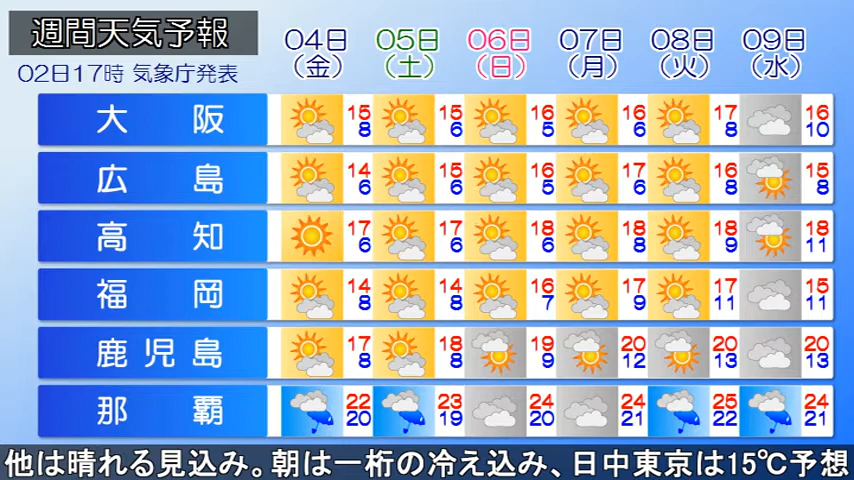 週間天気予報
02日17時 気象庁発表
04日 05日 06日 07日 08日 09日
(金) (土) (日) (月) (火) (水)
大阪 15 8 15 6 16 5 16 6 17 8 16 10
広島 14 6 15 6 16 5 17 6 16 8 15 8
高知 17 6 17 6 18 6 18 8 18 9 18 11
福岡 14 8 14 8 16 7 17 9 17 11 15 11
鹿児島 17 8 18 8 19 9 20 12 20 13 20 13
那覇 22 20 23 19 24 20 24 21 25 22 24 21
他は晴れる見込み。朝は一桁の冷え込み、日中東京は15℃予想